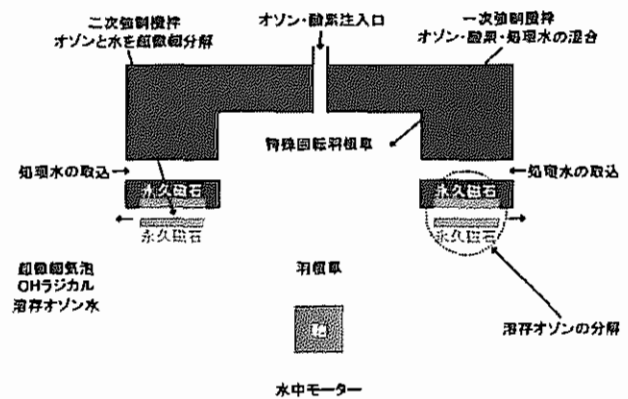 二次強制攪拌
オゾンと水を超微細分解
オゾン・酸素注入口
一次強制攪拌
オゾン・酸素・処理水の混合
特殊回転羽根車
処理水の取込
処理水の取込
永久磁石
永久磁石
永久磁石
永久磁石
超微細気泡
OHラジカル
溶存オゾン水
羽根車
溶存オゾンの分解
軸
水中モーター